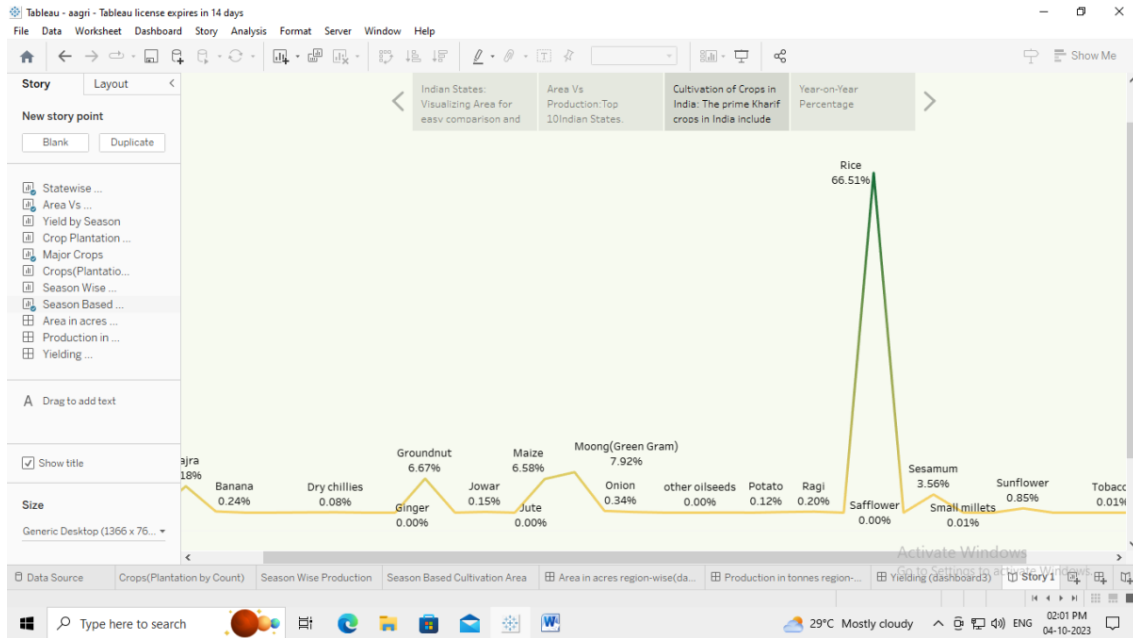 Tableau - aagri - Tableau license expires in 14 days
File Data Worksheet Dashboard Story Analysis Format Server Window Help
Show Me
Story Layout
New story point
Blank Duplicate
Statewise ...
Area Vs ...
Yield by Season
Crop Plantation ...
Major Crops
Crops(Plantatio...
Season Wise ...
Season Based ...
Area in acres ...
Production in ...
Yielding ...
A Drag to add text
Show title
Size
Generic Desktop (1366 x 76...
Indian States:
Visualizing Area for
easy comparison and
Area Vs
Production:Top
10Indian States.
Cultivation of Crops in
India: The prime Kharif
crops in India include
Year-on-Year
Percentage
Rice
66.51%
ajra
18%
Banana
0.24%
Dry chillies
0.08%
Groundnut
6.67%
Ginger
0.00%
Jowar
0.15%
Maize
6.58%
Jute
0.00%
Moong(Green Gram)
7.92%
Onion
0.34%
other oilseeds
0.00%
Potato
0.12%
Ragi
0.20%
Safflower
0.00%
Sesamum
3.56%
Small millets
0.01%
Sunflower
0.85%
Tobacc
0.01%
Activate Windows
Go to Settings to activate Windows.
Data Source Crops(Plantation by Count) Season Wise Production Season Based Cultivation Area Area in acres region-wise(da... Production in tonnes region-... Yielding (dashboard3) Story 1
Type here to search
29°C Mostly cloudy ENG
02:01 PM
04-10-2023